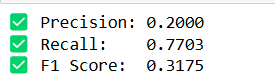 ✅ Precision: 0.2000
✅ Recall:    0.7703
✅ F1 Score:  0.3175